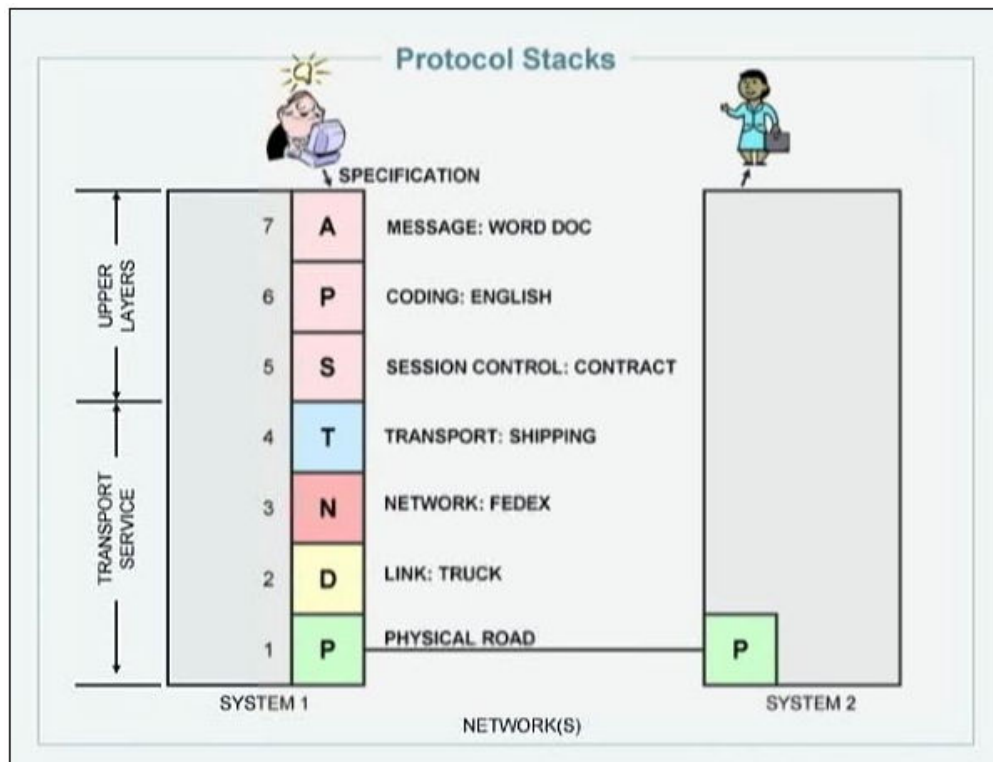 Protocol Stacks
SPECIFICATION
7 A MESSAGE: WORD DOC
6 P CODING: ENGLISH
5 S SESSION CONTROL: CONTRACT
4 T TRANSPORT: SHIPPING
3 N NETWORK: FEDEX
2 D LINK: TRUCK
1 P PHYSICAL ROAD P
UPPER
LAYERS
TRANSPORT
SERVICE
SYSTEM 1
SYSTEM 2
NETWORK(S)